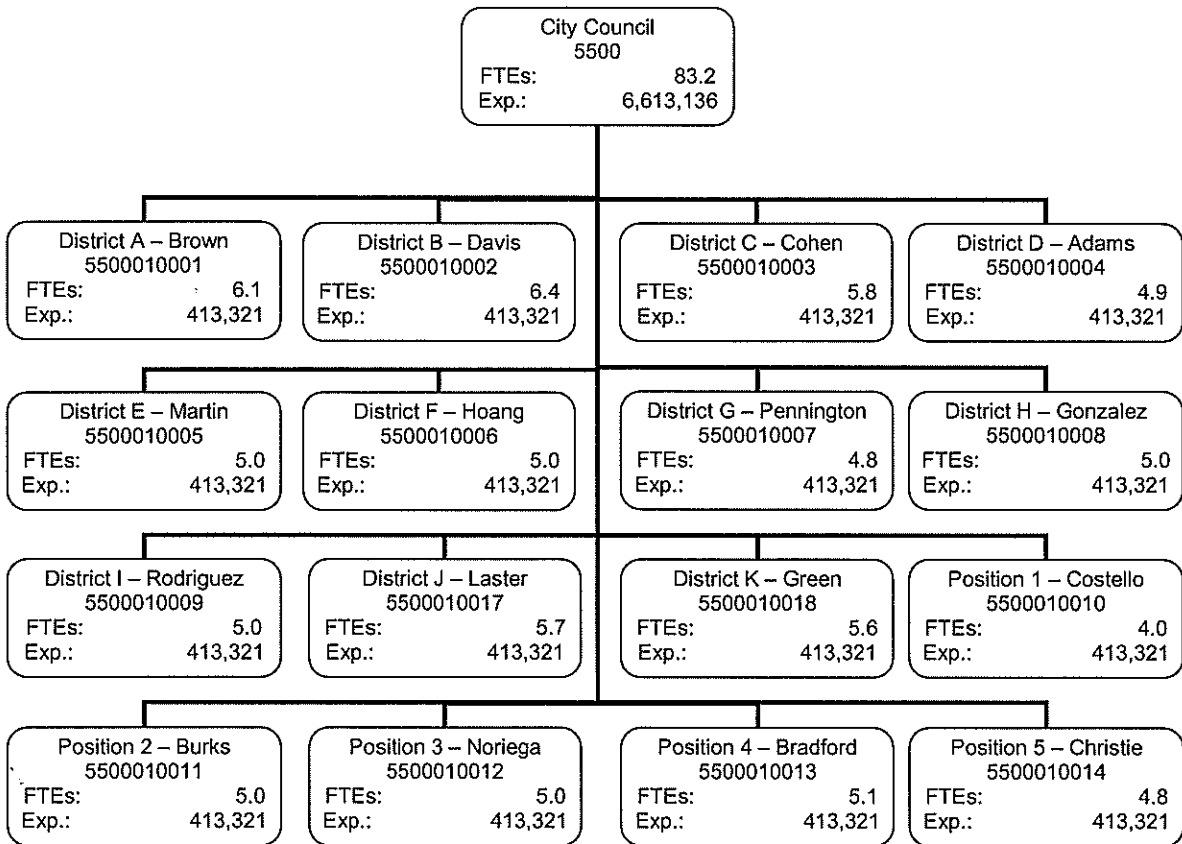 City Council
5500
FTEs: 83.2
Exp.: 6,613,136
District A – Brown
5500010001
FTEs: 6.1
Exp.: 413,321
District B – Davis
5500010002
FTEs: 6.4
Exp.: 413,321
District C – Cohen
5500010003
FTEs: 5.8
Exp.: 413,321
District D – Adams
5500010004
FTEs: 4.9
Exp.: 413,321
District E – Martin
5500010005
FTEs: 5.0
Exp.: 413,321
District F – Hoang
5500010006
FTEs: 5.0
Exp.: 413,321
District G – Pennington
5500010007
FTEs: 4.8
Exp.: 413,321
District H – Gonzalez
5500010008
FTEs: 5.0
Exp.: 413,321
District I – Rodriguez
5500010009
FTEs: 5.0
Exp.: 413,321
District J – Laster
5500010017
FTEs: 5.7
Exp.: 413,321
District K – Green
5500010018
FTEs: 5.6
Exp.: 413,321
Position 1 – Costello
5500010010
FTEs: 4.0
Exp.: 413,321
Position 2 – Burks
5500010011
FTEs: 5.0
Exp.: 413,321
Position 3 – Noriega
5500010012
FTEs: 5.0
Exp.: 413,321
Position 4 – Bradford
5500010013
FTEs: 5.1
Exp.: 413,321
Position 5 – Christie
5500010014
FTEs: 4.8
Exp.: 413,321